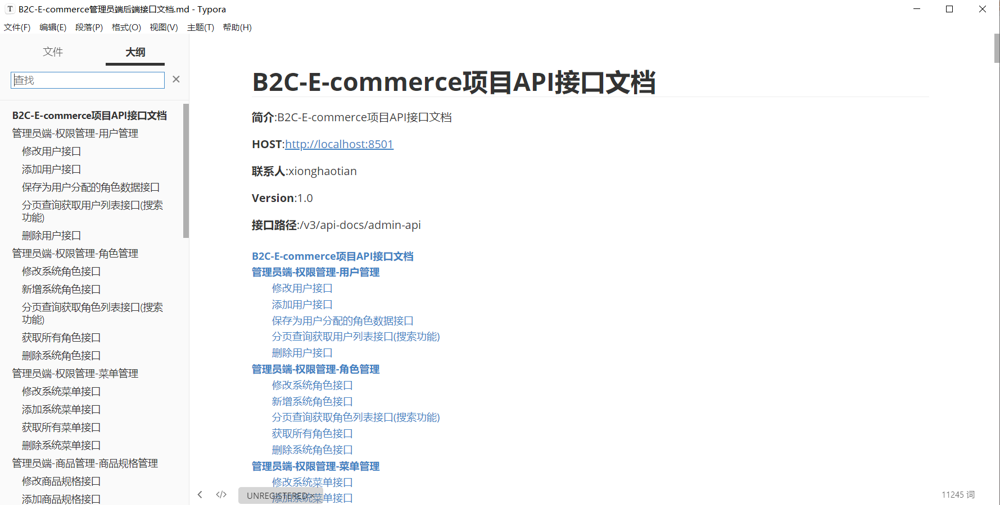 B2C-E-commerce管理员端后端接口文档.md - Typora
文件(F) 编辑(E) 段落(P) 格式(O) 视图(V) 主题(T) 帮助(H)
文件 大纲
查找
B2C-E-commerce项目API接口文档
管理员端-权限管理-用户管理
修改用户接口
添加用户接口
保存为用户分配的角色数据接口
分页查询获取用户列表接口(搜索
功能)
删除用户接口
管理员端-权限管理-角色管理
修改系统角色接口
新增系统角色接口
分页查询获取角色列表接口(搜索
功能)
获取所有角色接口
删除系统角色接口
管理员端-权限管理-菜单管理
修改系统菜单接口
添加系统菜单接口
获取所有菜单接口
删除系统菜单接口
管理员端-商品管理-商品规格管理
修改商品规格接口
添加商品规格接口
B2C-E-commerce项目API接口文档
简介:B2C-E-commerce项目API接口文档
HOST:http://localhost:8501
联系人:xionghaotian
Version:1.0
接口路径:/v3/api-docs/admin-api
B2C-E-commerce项目API接口文档
管理员端-权限管理-用户管理
修改用户接口
添加用户接口
保存为用户分配的角色数据接口
分页查询获取用户列表接口(搜索功能)
删除用户接口
管理员端-权限管理-角色管理
修改系统角色接口
新增系统角色接口
分页查询获取角色列表接口(搜索功能)
获取所有角色接口
删除系统角色接口
管理员端-权限管理-菜单管理
修改系统菜单接口
添加系统菜单接口
UNREGISTERED ×
11245 词